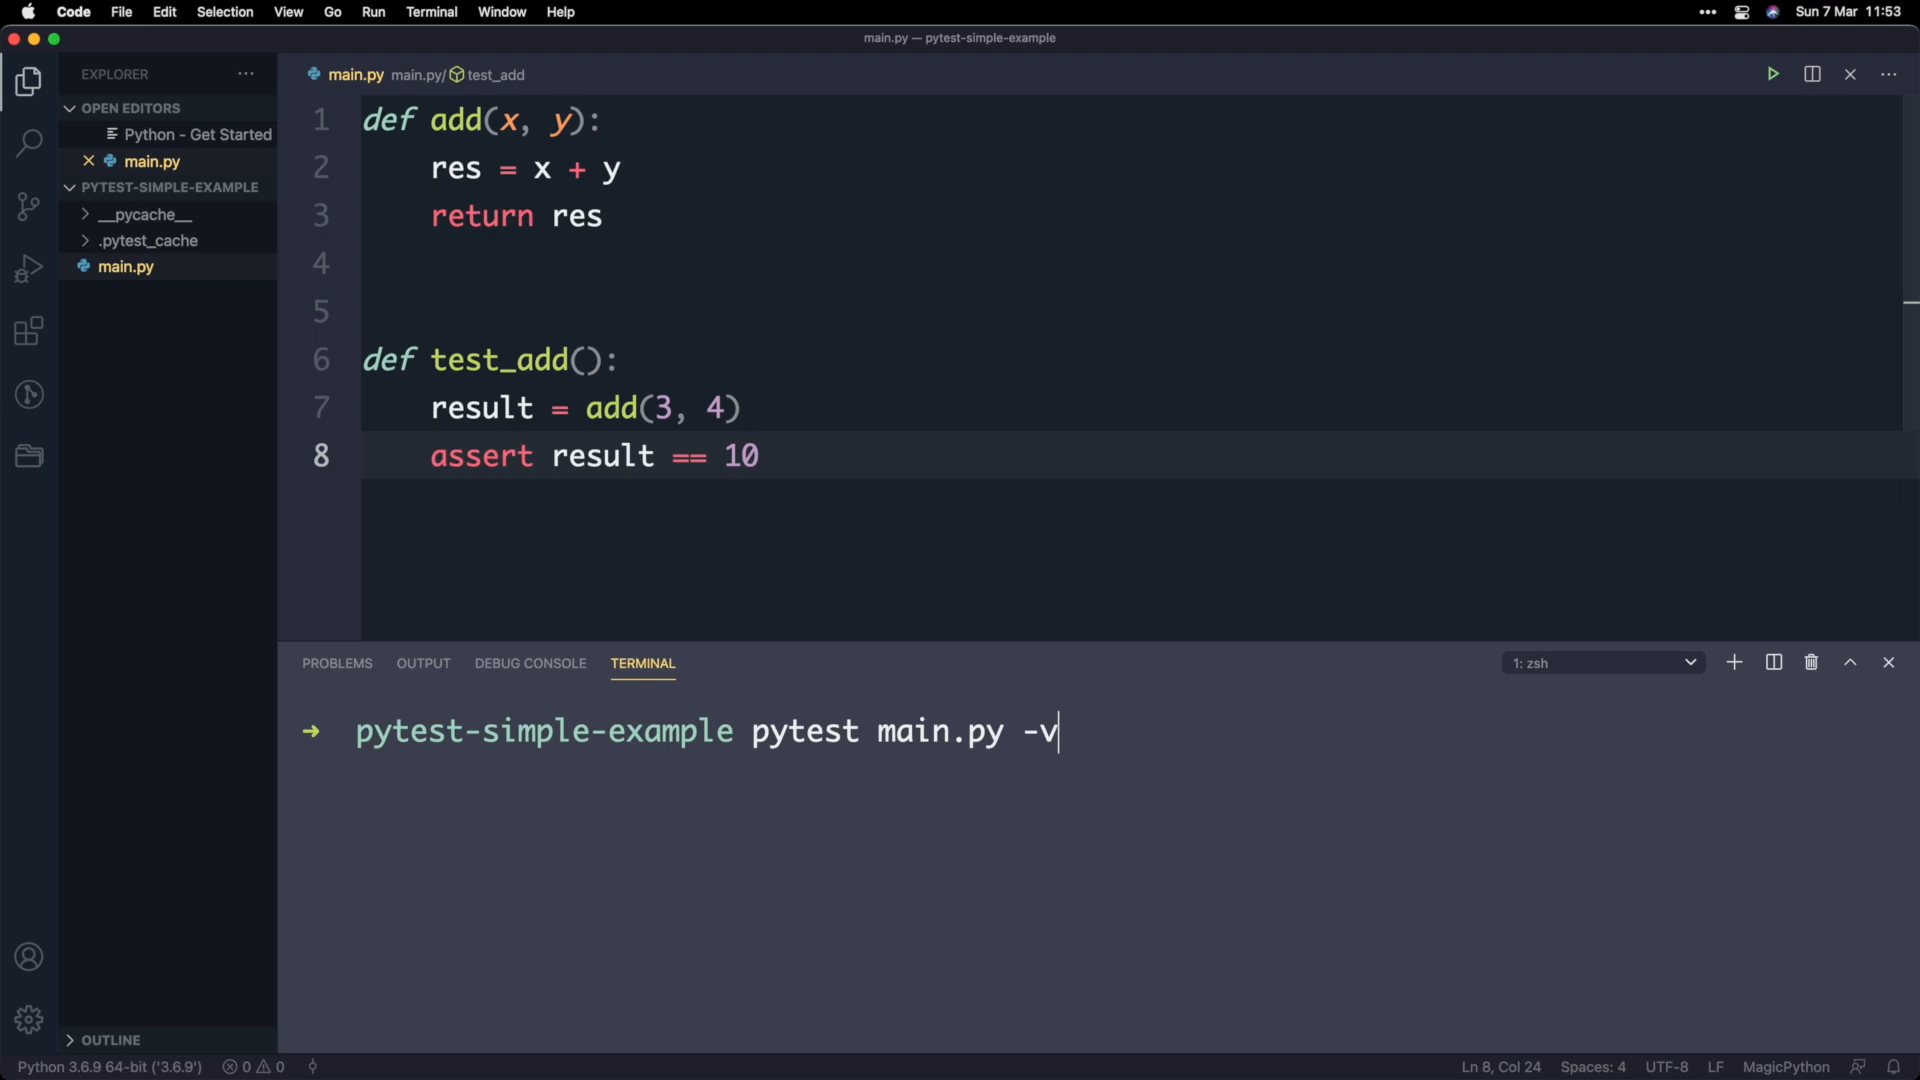 Code File Edit Selection View Go Run Terminal Window Help Sun 7 Mar 11:53
main.py — pytest-simple-example
EXPLORER
OPEN EDITORS
Python - Get Started
main.py
PYTEST-SIMPLE-EXAMPLE
__pycache__
.pytest_cache
main.py
OUTLINE
main.py main.py/ test_add
1 def add(x, y):
2     res = x + y
3     return res
4
5
6 def test_add():
7     result = add(3, 4)
8     assert result == 10
PROBLEMS OUTPUT DEBUG CONSOLE TERMINAL 1: zsh
➜ pytest-simple-example pytest main.py -v
Python 3.6.9 64-bit ('3.6.9') 0 0 Ln 8, Col 24 Spaces: 4 UTF-8 LF MagicPython